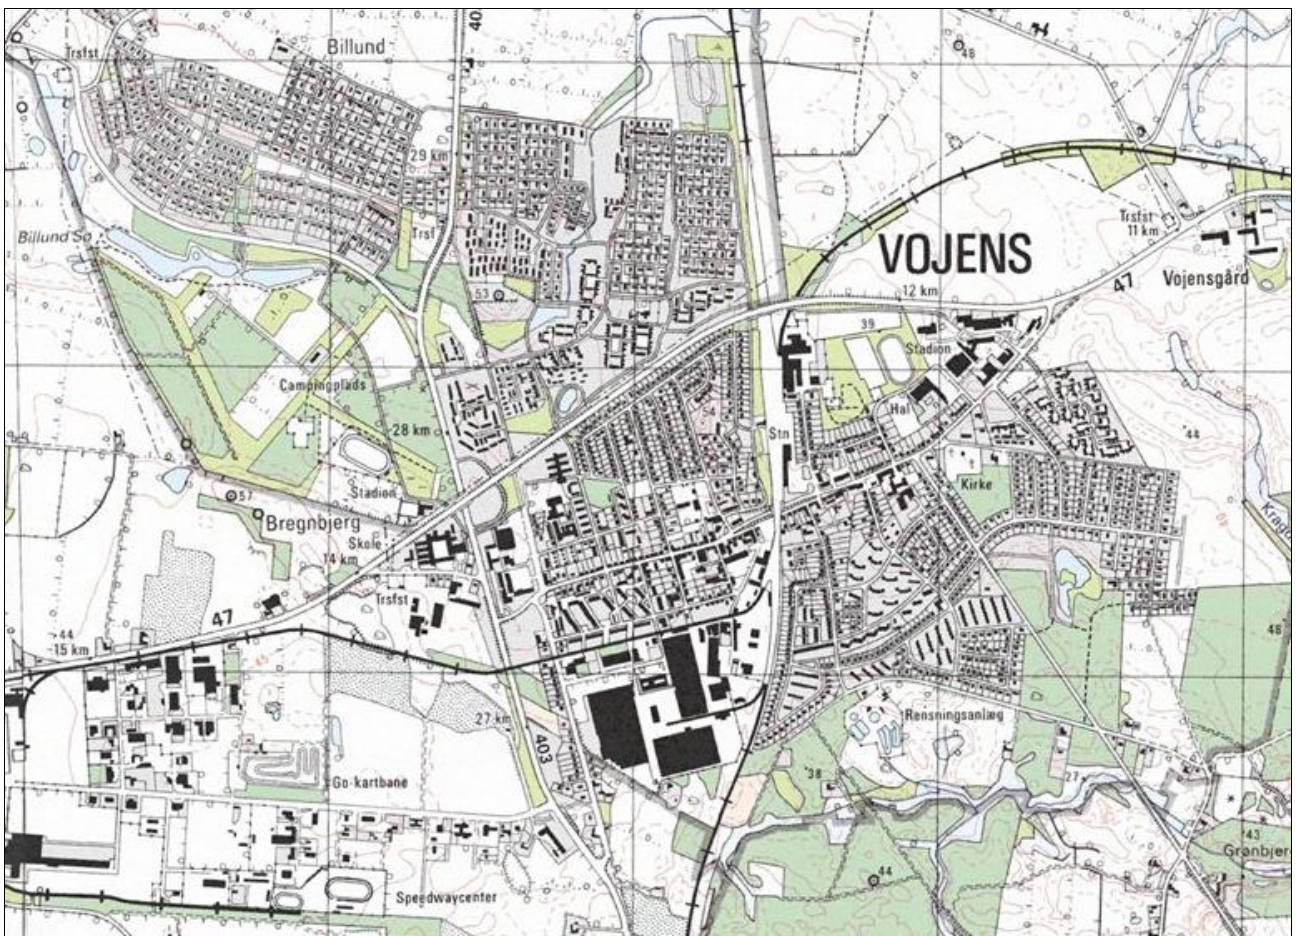 40
Trsfst
Billund
48
29 km
Trsfst
11 km
Billund Sø
Trsf
VOJENS
47
Vojensgård
12 km
53
39
Stadion
Campingplads
54
Hal
28 km
Stn
44
Kirke
Stadion
57
Bregnbjerg
Skole
14 km
Trsfst
47
44
15 km
45
48
27 km
Rensningsanlæg
403
Go-kartbane
38
27
43
Grønbjer
44
Speedwaycenter